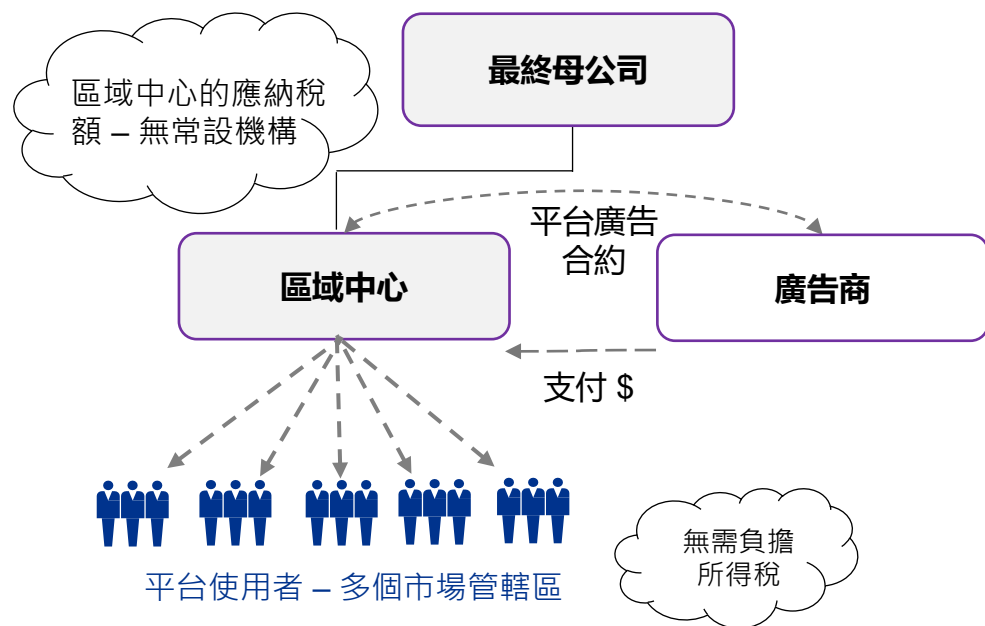 最終母公司
區域中心的應納稅
額 – 無常設機構
平台廣告
合約
區域中心
廣告商
支付 $
平台使用者 – 多個市場管轄區
無需負擔
所得稅